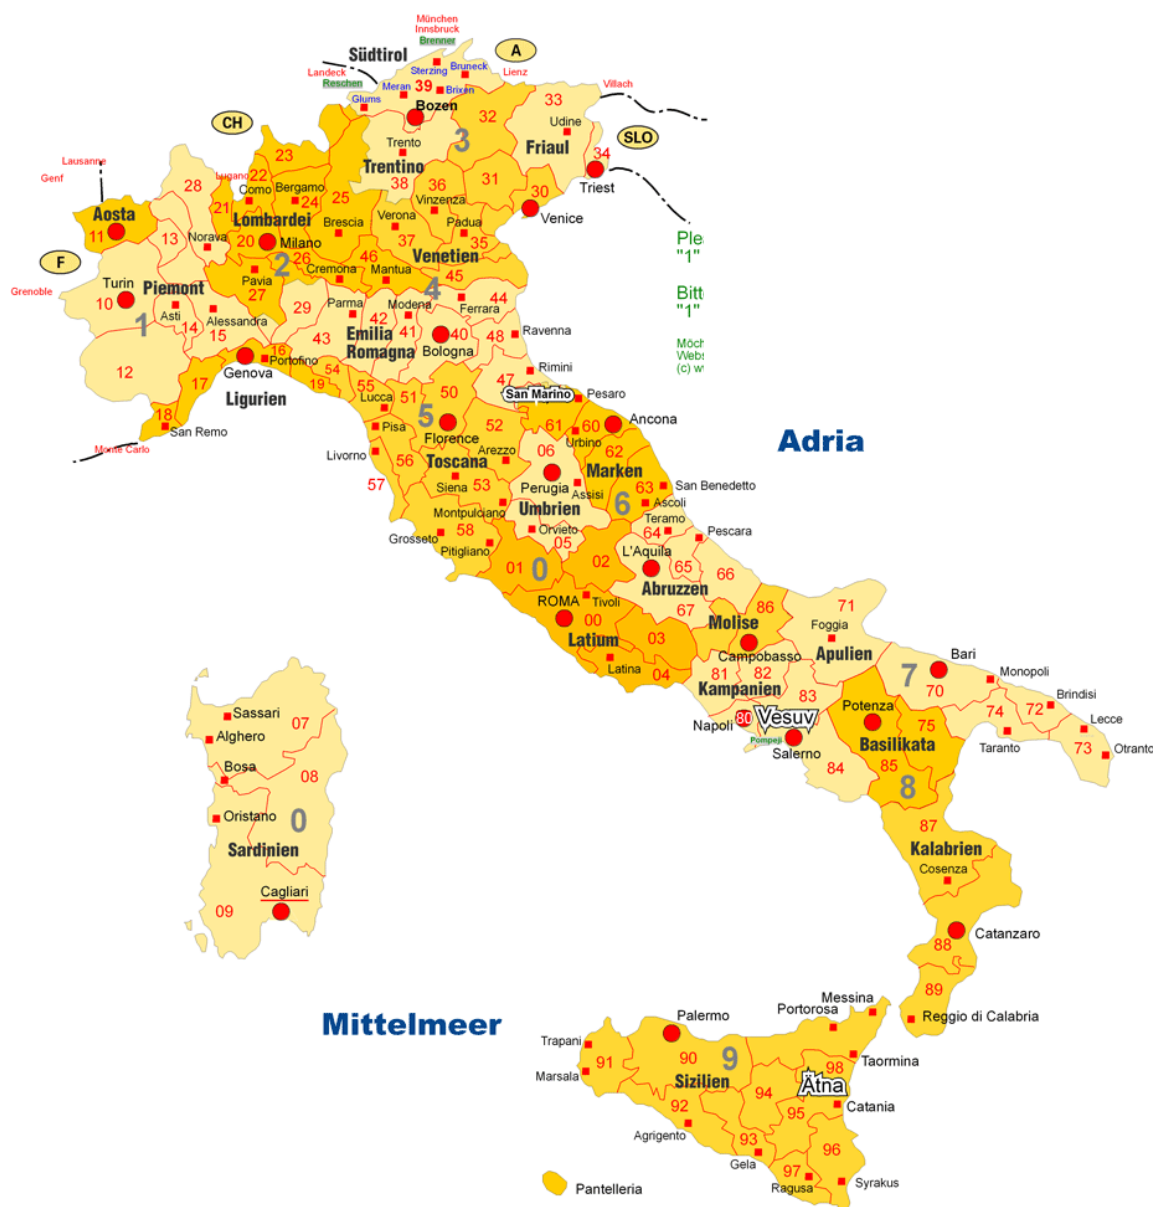 München
Innsbruck
Brenner
Südtirol
A
Landeck
Reschen
Sterzing
Bruneck
Lienz
Meran
39
Brixen
Glums
Bozen
Villach
33
32
Udine
Friaul
SLO
34
Triest
CH
23
3
Trento
Trentino
38
Lausanne
Genf
Lugano
22
Como
Bergamo
24
25
28
21
36
31
30
Vinzenza
Venice
Aosta
11
Lombardei
Brescia
Verona
Padua
37
35
13
Norava
20
Milano
Venetien
F
2
26
46
45
Cremona
Mantua
Pavia
27
4
Grenoble
Turin
10
Piemont
Asti
1
14
Alessandra
15
29
Parma
42
Modena
44
Ferrara
43
Emilia
Romagna
41
40
Bologna
48
Ravenna
12
Genova
16
Portofino
17
Ligurien
19
54
55
Lucca
51
50
47
Rimini
San Marino
Pesaro
18
San Remo
Monte Carlo
Pisa
5
Florence
52
61
60
Ancona
Urbino
Livorno
56
57
Toscana
Arezzo
06
62
Marken
Siena
53
Perugia
Assisi
63
San Benedetto
Montpulciano
Umbrien
6
Ascoli
Grosseto
58
Pitigliano
Orvieto
05
Teramo
64
Pescara
01
0
02
L'Aquila
65
66
Abruzzen
ROMA
Tivoli
00
67
Latium
03
Latina
04
Molise
86
Campobasso
71
Foggia
Apulien
81
82
Kampanien
83
Napoli
80
Vesuv
Pompeji
Salerno
84
7
Bari
70
Monopoli
Brindisi
72
74
Lecce
73
Taranto
Otranto
Potenza
75
Basilikata
85
8
87
Kalabrien
Cosenza
Catanzaro
88
89
Reggio di Calabria
Ple
"1"
Bitt
"1"
Möch
Webs
(c) w
Adria
Sassari
07
Alghero
Bosa
08
Oristano
0
Sardinien
Cagliari
09
Mittelmeer
Messina
Portorosa
Palermo
Trapani
91
Marsala
90
9
Sizilien
Taormina
98
Ätna
94
92
95
Catania
Agrigento
93
Gela
96
97
Ragusa
Syrakus
Pantelleria